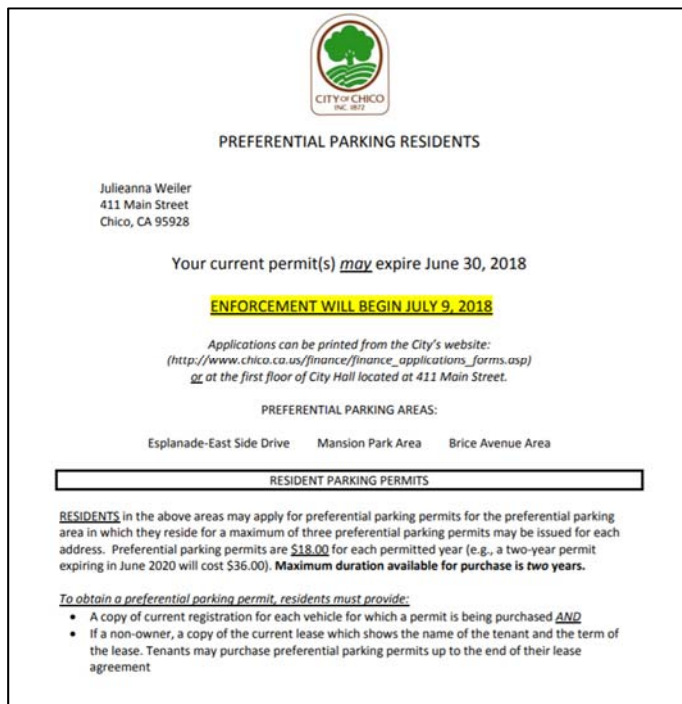 CITY OF CHICO
INC. 1872
PREFERENTIAL PARKING RESIDENTS
Julieanna Weiler
411 Main Street
Chico, CA 95928
Your current permit(s) may expire June 30, 2018
ENFORCEMENT WILL BEGIN JULY 9, 2018
Applications can be printed from the City's website:
(http://www.chico.ca.us/finance/finance_applications_forms.asp)
or at the first floor of City Hall located at 411 Main Street.
PREFERENTIAL PARKING AREAS:
Esplanade-East Side Drive Mansion Park Area Brice Avenue Area
RESIDENT PARKING PERMITS
RESIDENTS in the above areas may apply for preferential parking permits for the preferential parking
area in which they reside for a maximum of three preferential parking permits may be issued for each
address. Preferential parking permits are $18.00 for each permitted year (e.g., a two-year permit
expiring in June 2020 will cost $36.00). Maximum duration available for purchase is two years.
To obtain a preferential parking permit, residents must provide:
• A copy of current registration for each vehicle for which a permit is being purchased AND
• If a non-owner, a copy of the current lease which shows the name of the tenant and the term of
the lease. Tenants may purchase preferential parking permits up to the end of their lease
agreement